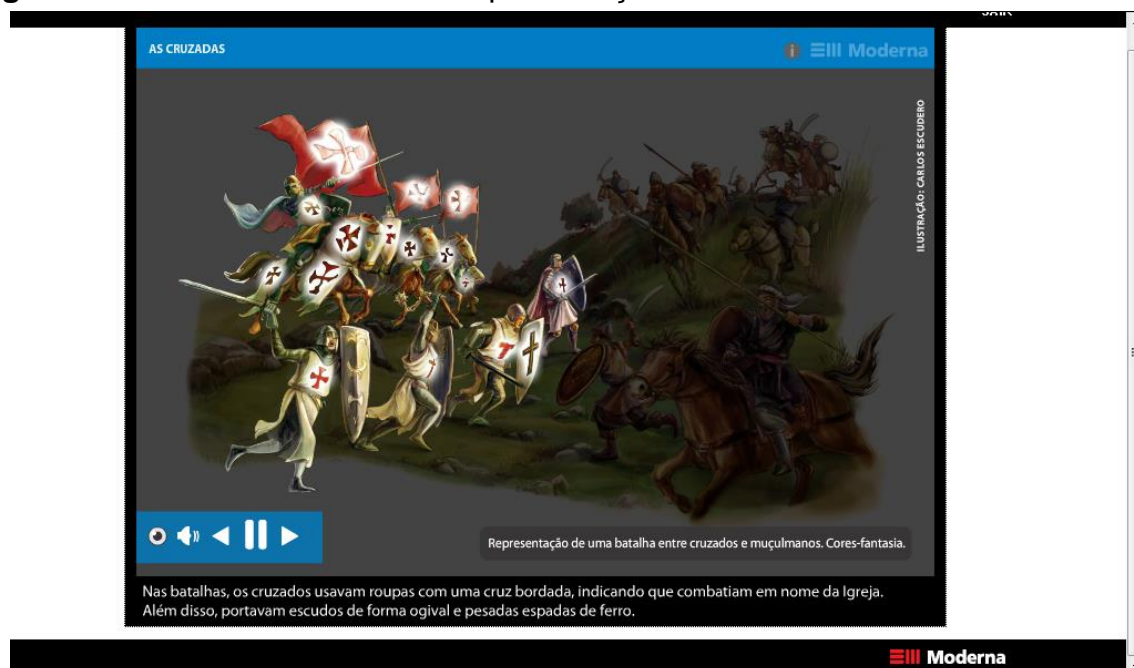 SAIR
AS CRUZADAS
i Moderna
ILUSTRAÇÃO: CARLOS ESCUDERO
Representação de uma batalha entre cruzados e muçulmanos. Cores-fantasia.
Nas batalhas, os cruzados usavam roupas com uma cruz bordada, indicando que combatiam em nome da Igreja.
Além disso, portavam escudos de forma ogival e pesadas espadas de ferro.
Moderna